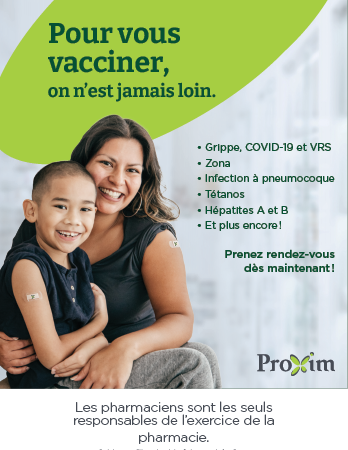 Pour vous
vacciner,
on n'est jamais loin.
• Grippe, COVID-19 et VRS
• Zona
• Infection à pneumocoque
• Tétanos
• Hépatites A et B
• Et plus encore!
Prenez rendez-vous
dès maintenant!
Proxim
Les pharmaciens sont les seuls
responsables de l'exercice de la
pharmacie.